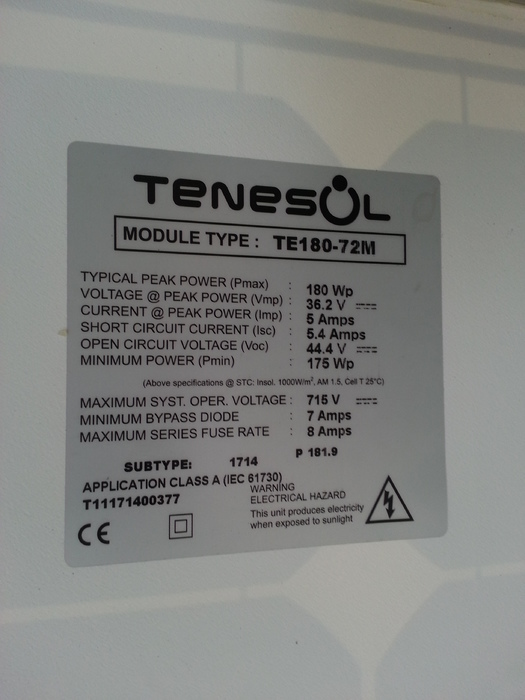 TENESOL
MODULE TYPE : TE180-72M
TYPICAL PEAK POWER (Pmax) : 180 Wp
VOLTAGE @ PEAK POWER (Vmp) : 36.2 V
CURRENT @ PEAK POWER (Imp) : 5 Amps
SHORT CIRCUIT CURRENT (Isc) : 5.4 Amps
OPEN CIRCUIT VOLTAGE (Voc) : 44.4 V
MINIMUM POWER (Pmin) : 175 Wp
(Above specifications @ STC: Insol. 1000W/m², AM 1.5, Cell T 25°C)
MAXIMUM SYST. OPER. VOLTAGE : 715 V
MINIMUM BYPASS DIODE : 7 Amps
MAXIMUM SERIES FUSE RATE : 8 Amps
P 181.9
SUBTYPE: 1714
APPLICATION CLASS A (IEC 61730)
T11171400377
WARNING
ELECTRICAL HAZARD
This unit produces electricity
when exposed to sunlight
CE